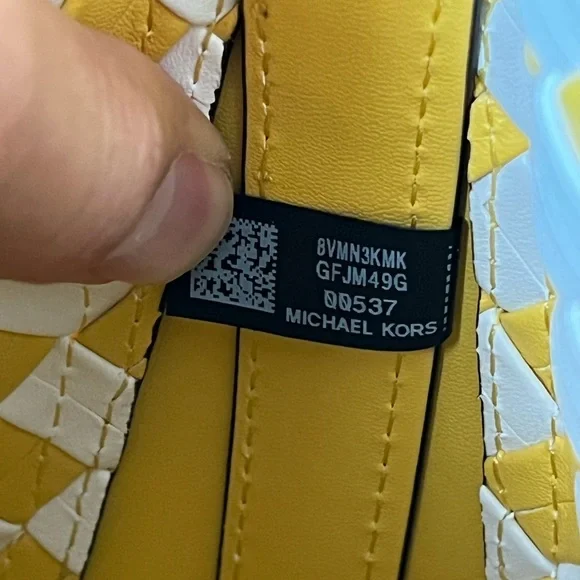 8VMN3KMK
GFJM49G
00537
MICHAEL KORS